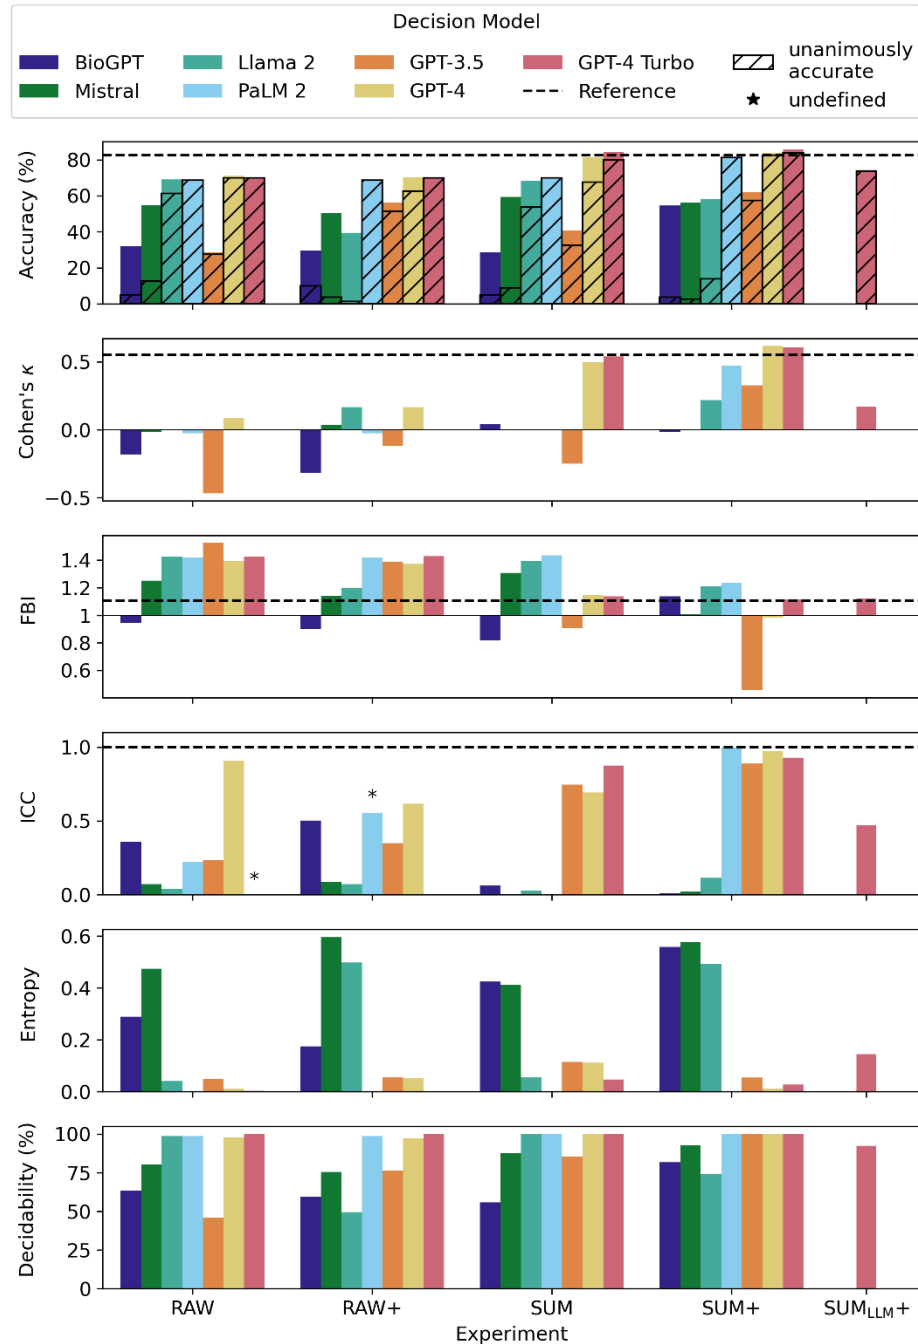 Decision Model
BioGPT
Mistral
Llama 2
PaLM 2
GPT-3.5
GPT-4
GPT-4 Turbo
Reference
unanimously
accurate
★ undefined
Accuracy (%)
80
60
40
20
0
Cohen's κ
0.5
0.0
−0.5
FBI
1.4
1.2
1
0.8
0.6
ICC
1.0
0.5
0.0
*
*
Entropy
0.6
0.4
0.2
0.0
Decidability (%)
100
75
50
25
0
RAW
RAW+
SUM
SUM+
SUM_LLM+
Experiment